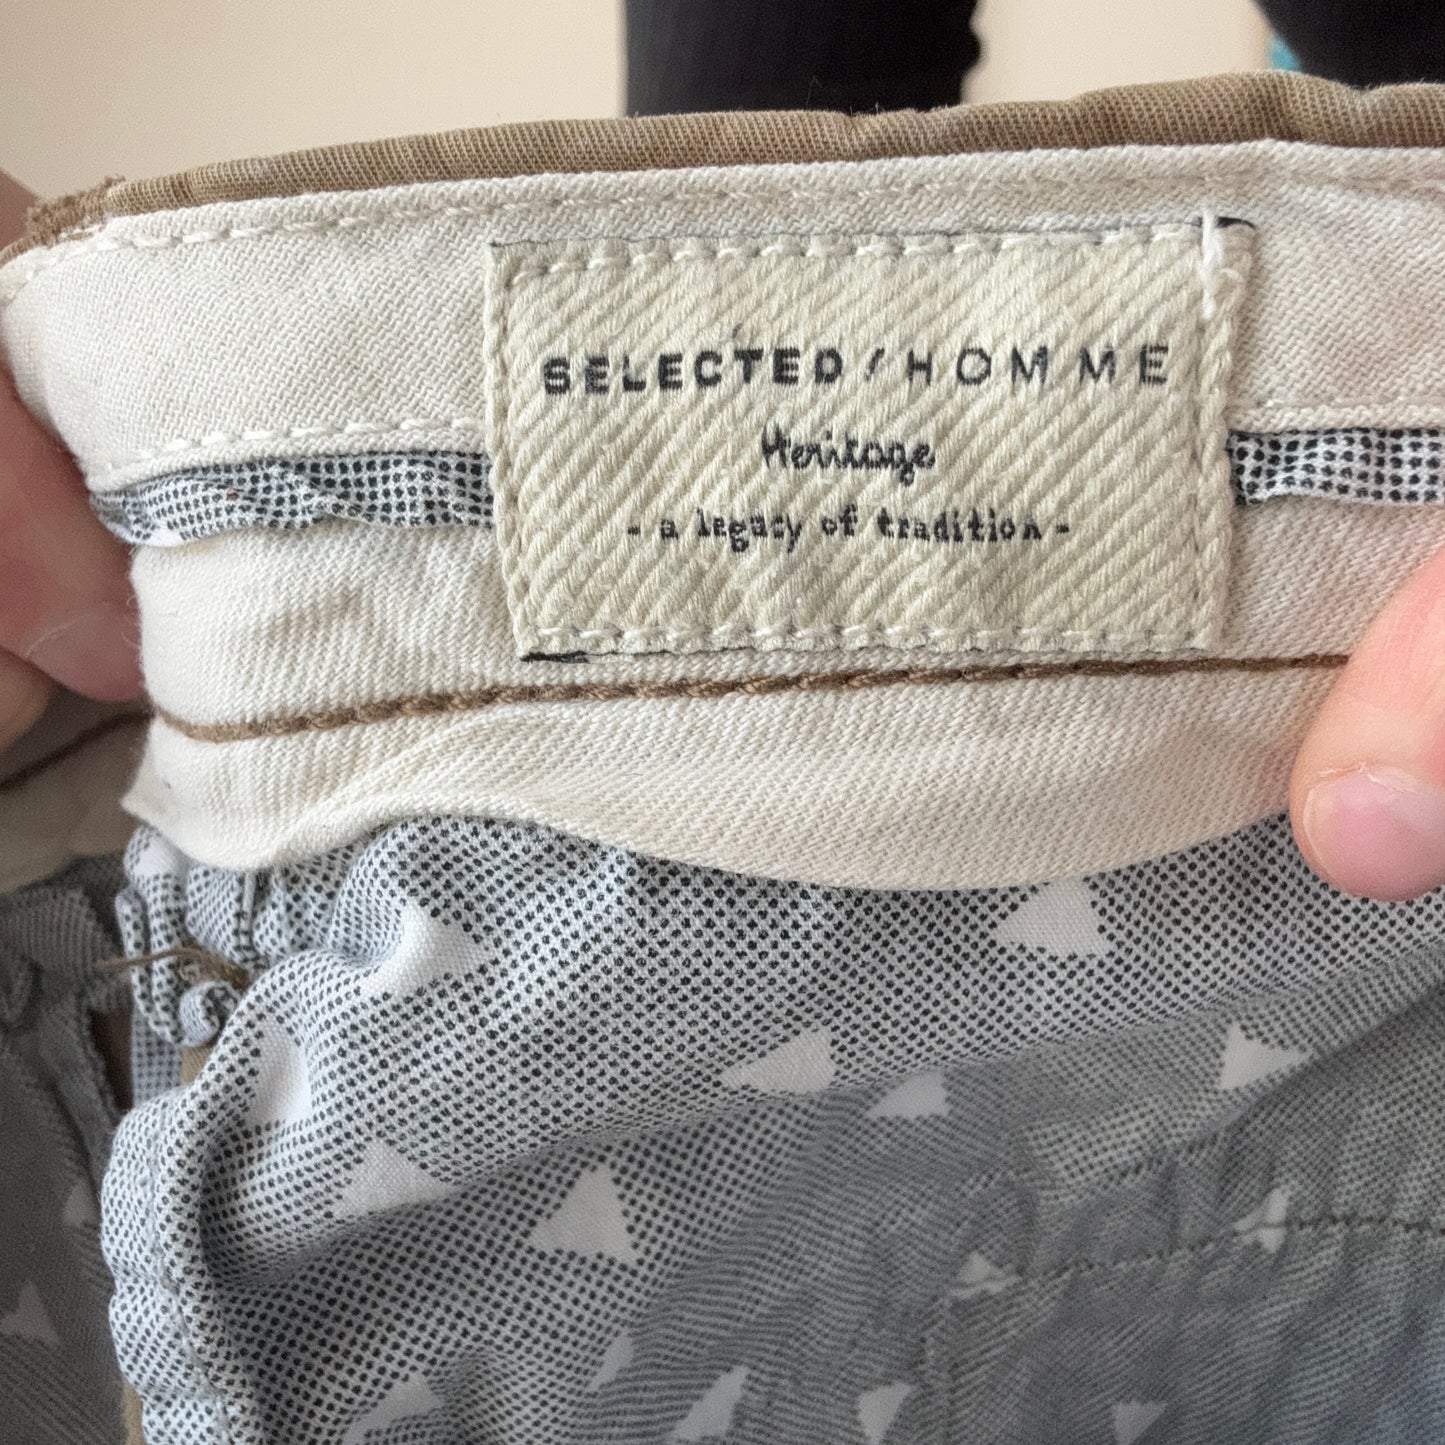 SELECTED / HOMME
Heritage
- a legacy of tradition -